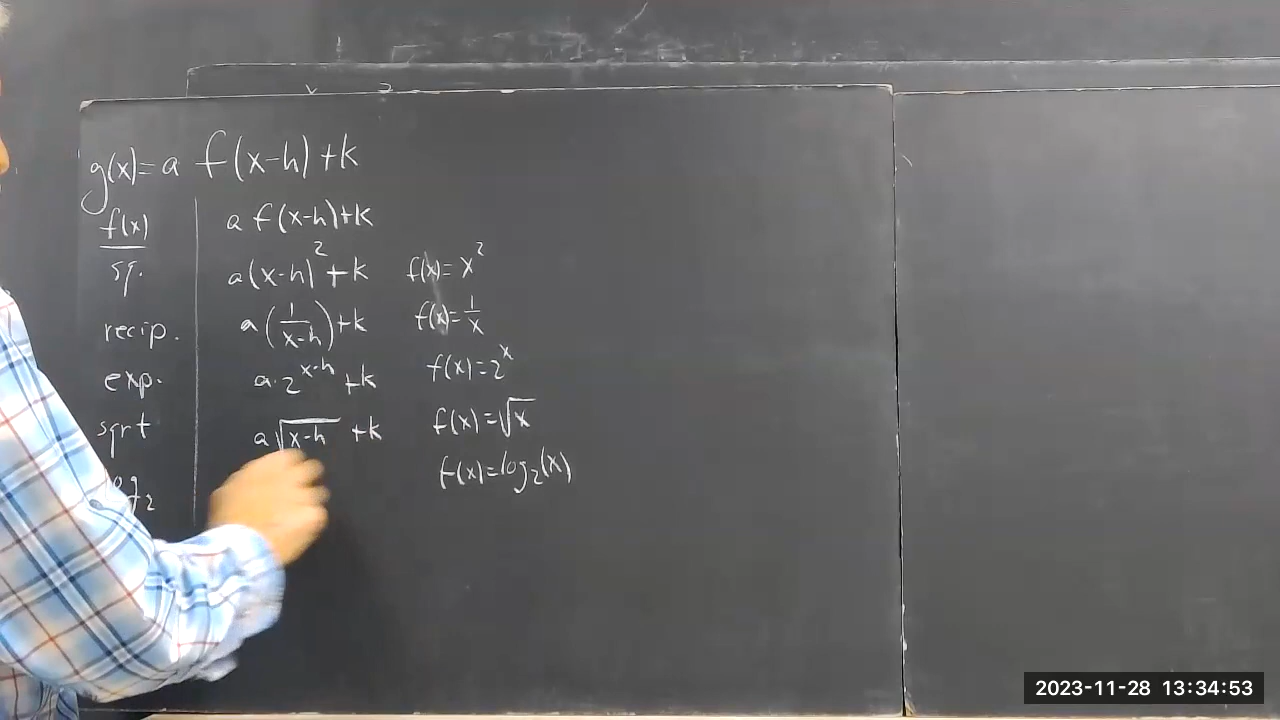 g(x)= a f(x-h)+k
f(x) a f(x-h)+k
sq. a(x-h)²+k f(x)= x²
recip. a(1/(x-h))+k f(x)=1/x
exp. a·2^(x-h) +k f(x)=2^x
sqrt a√(x-h) +k f(x)=√x
log₂ f(x)=log₂(x)
2023-11-28 13:34:53